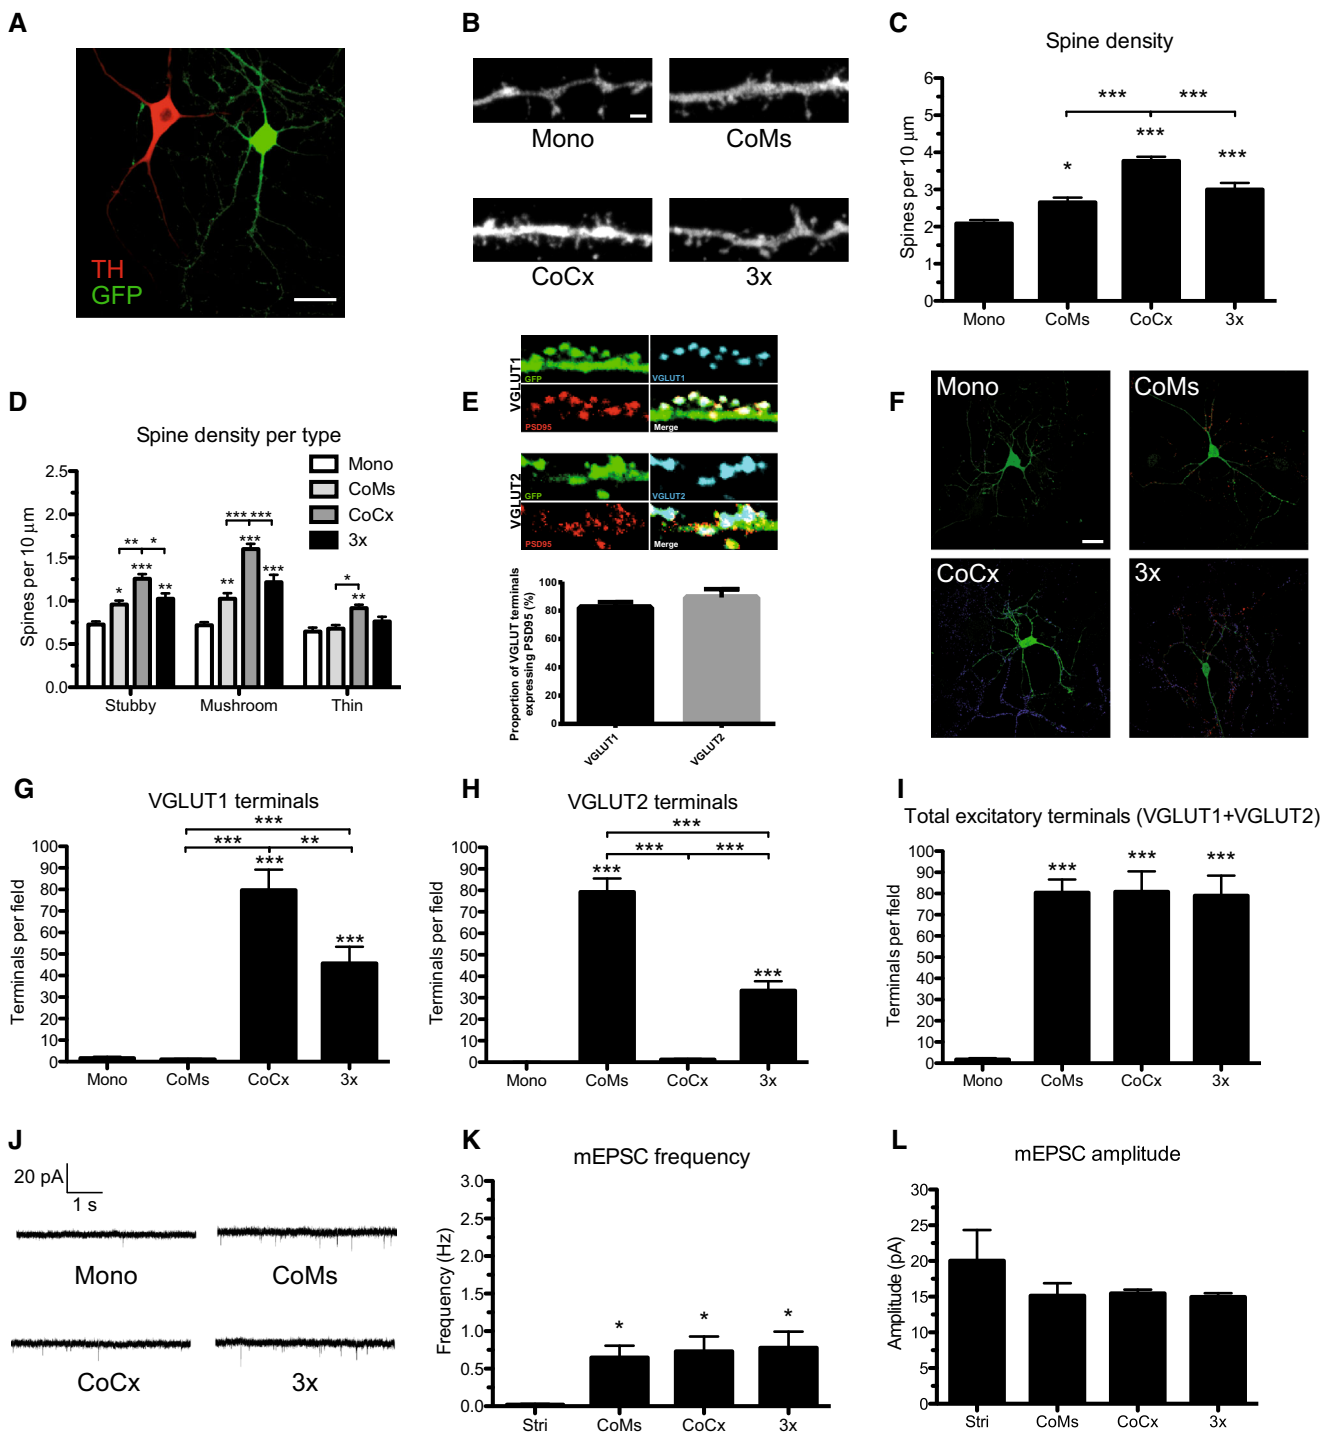 A
TH
GFP
B
Mono
CoMs
CoCx
3x
C
Spine density
Spines per 10 μm
6
5
4
3
2
1
0
*
***
***
***
***
Mono
CoMs
CoCx
3x
D
Spine density per type
Spines per 10 μm
2.5
2.0
1.5
1.0
0.5
0.0
Mono
CoMs
CoCx
3x
** *
* *** **
*** ***
** *** ***
*
**
Stubby
Mushroom
Thin
E
VGLUT1
GFP
VGLUT1
PSD95
Merge
VGLUT2
GFP
VGLUT2
PSD95
Merge
Proportion of VGLUT terminals
expressing PSD95 (%)
100
80
60
40
20
0
VGLUT1
VGLUT2
F
Mono
CoMs
CoCx
3x
G
VGLUT1 terminals
Terminals per field
100
90
80
70
60
50
40
30
20
10
0
***
*** **
***
***
Mono
CoMs
CoCx
3x
H
VGLUT2 terminals
Terminals per field
100
90
80
70
60
50
40
30
20
10
0
***
*** ***
***
***
Mono
CoMs
CoCx
3x
I
Total excitatory terminals (VGLUT1+VGLUT2)
Terminals per field
100
90
80
70
60
50
40
30
20
10
0
*** *** ***
Mono
CoMs
CoCx
3x
J
20 pA
1 s
Mono
CoMs
CoCx
3x
K
mEPSC frequency
Frequency (Hz)
3.0
2.5
2.0
1.5
1.0
0.5
0.0
* * *
Stri
CoMs
CoCx
3x
L
mEPSC amplitude
Amplitude (pA)
30
25
20
15
10
5
0
Stri
CoMs
CoCx
3x